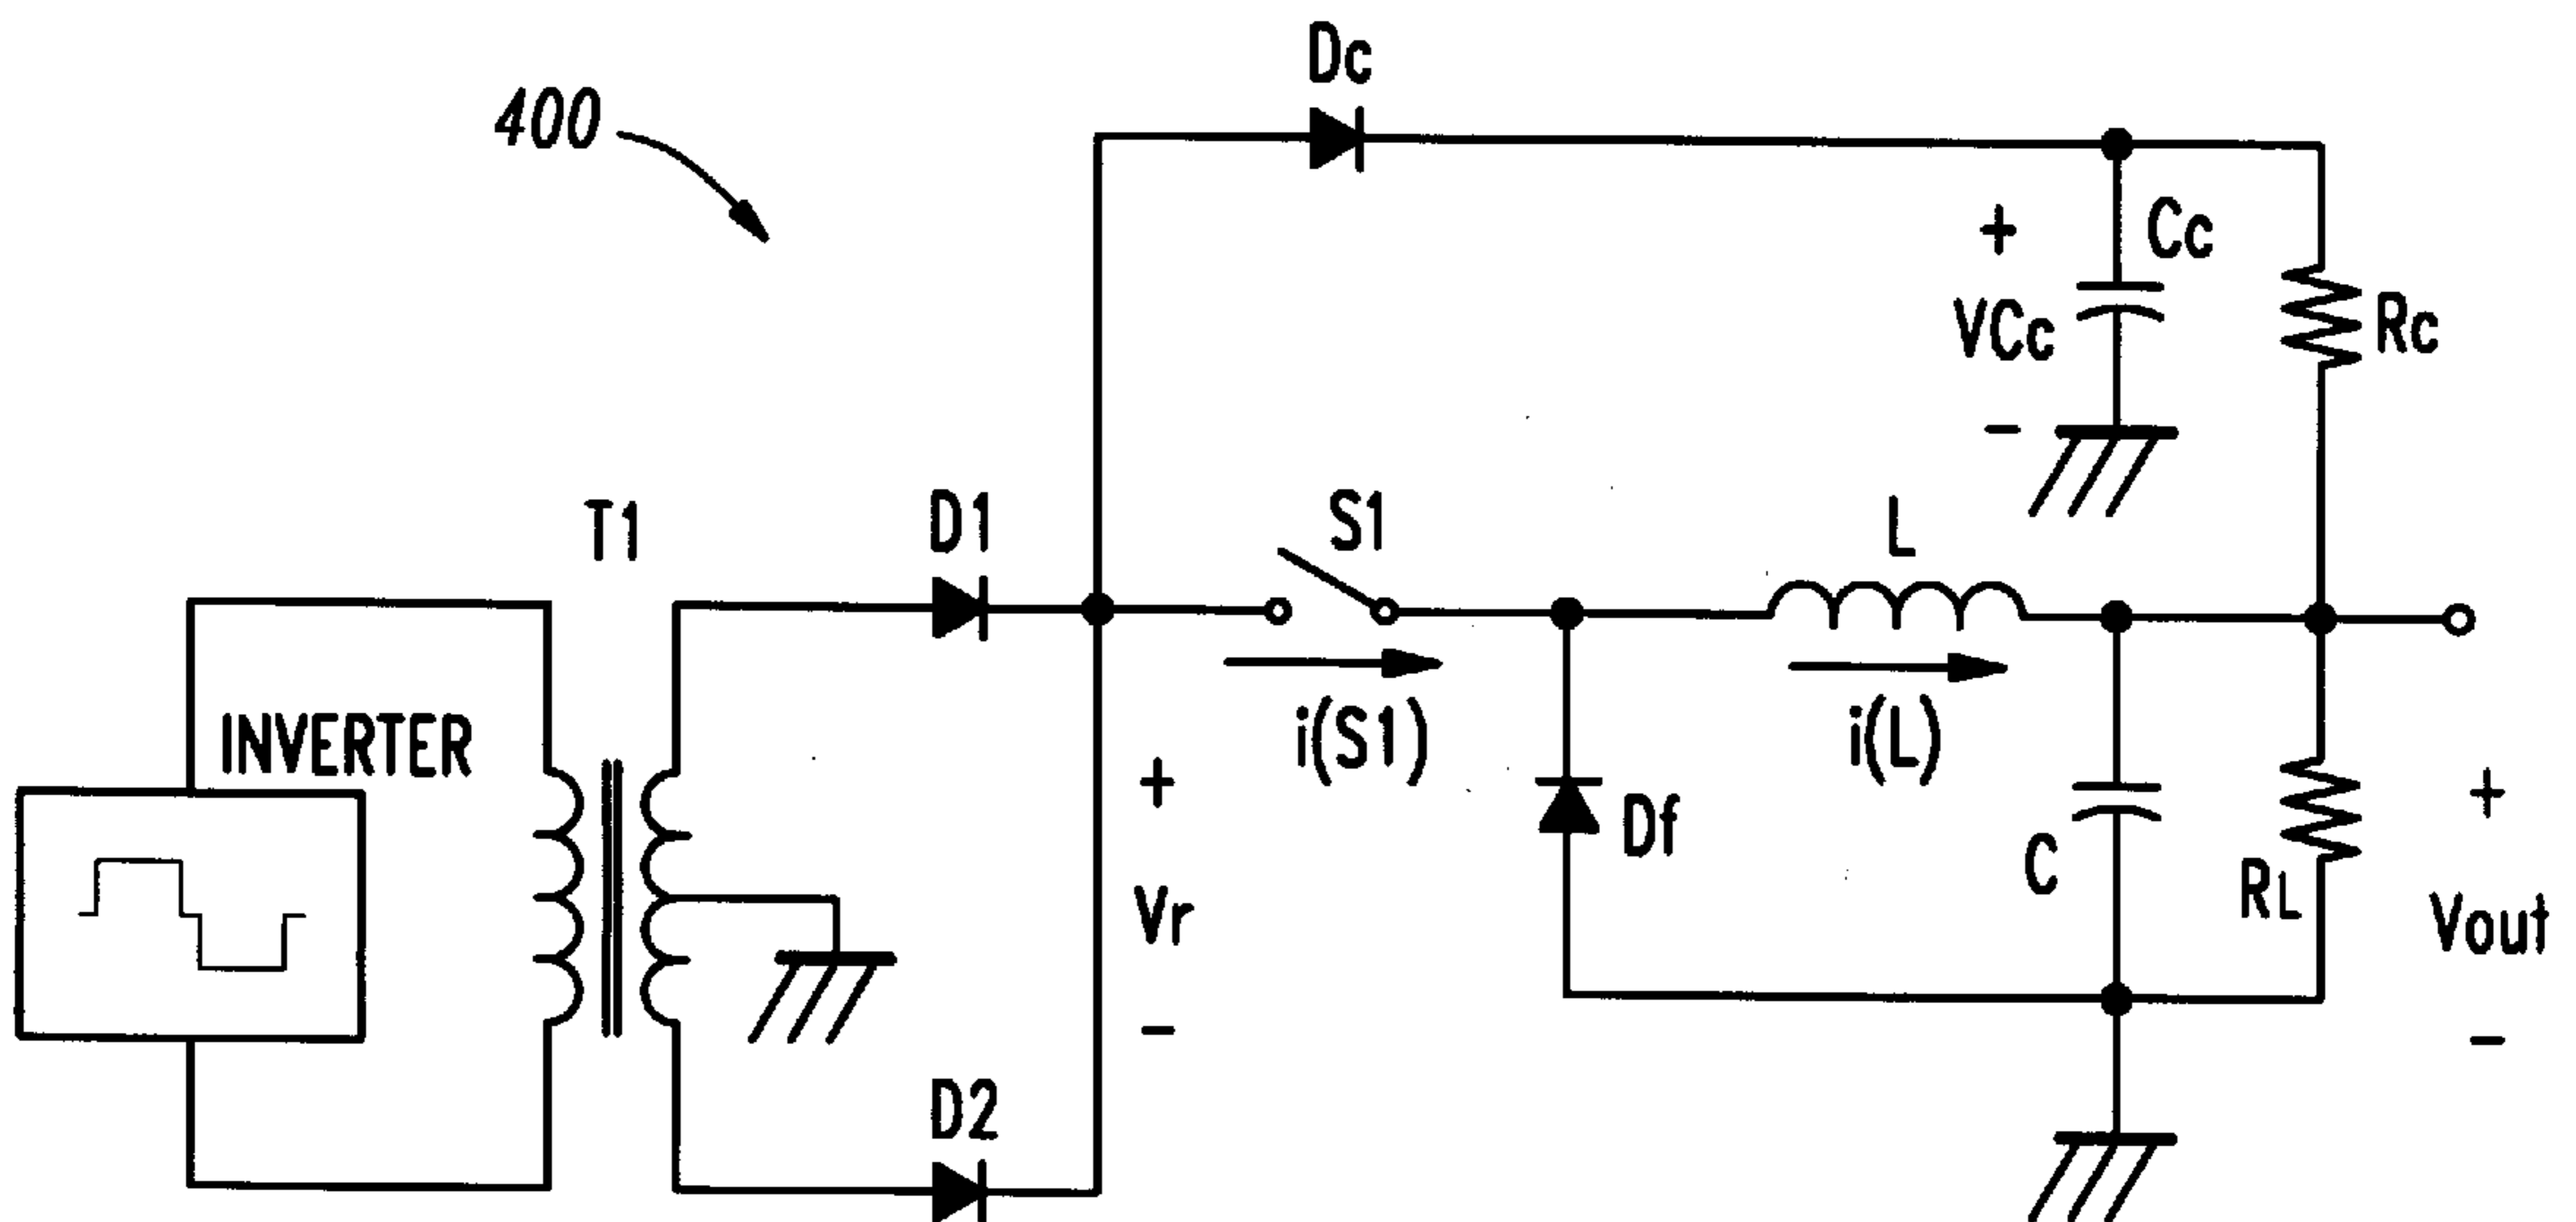 Dc
400
Cc
+
VCc
-
Rc
T1
D1
S1
L
i(S1)
i(L)
INVERTER
+
Vr
-
Df
C
RL
+
Vout
-
D2